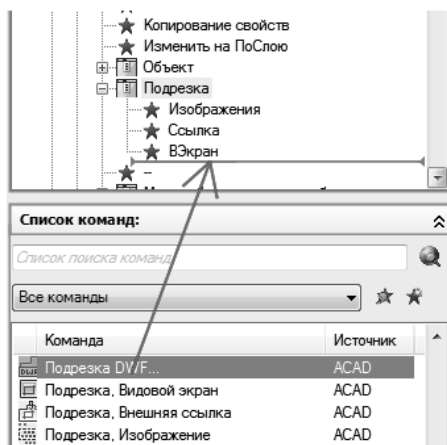 Копирование свойств
Изменить на ПоСлою
Объект
Подрезка
Изображения
Ссылка
ВЭкран
--
Список команд:
Список поиска команд
Все команды
Команда Источник
Подрезка DWF... ACAD
Подрезка, Видовой экран ACAD
Подрезка, Внешняя ссылка ACAD
Подрезка, Изображение ACAD